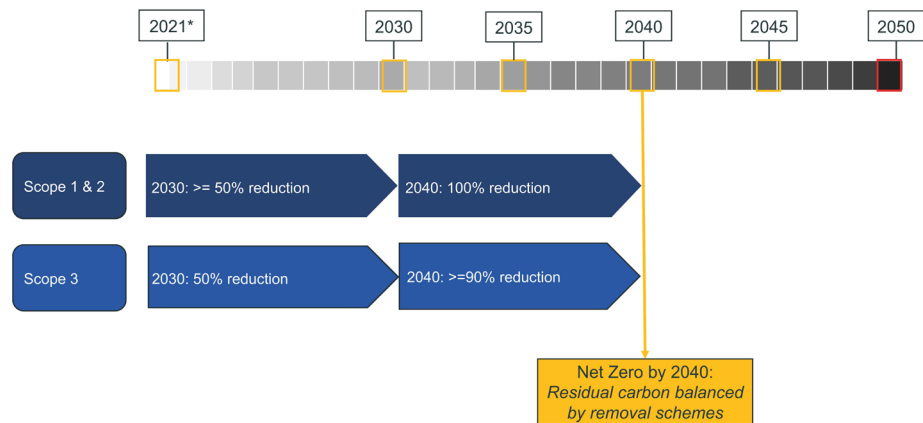 2021*
2030
2035
2040
2045
2050
Scope 1 & 2
2030: >= 50% reduction
2040: 100% reduction
Scope 3
2030: 50% reduction
2040: >=90% reduction
Net Zero by 2040:
Residual carbon balanced
by removal schemes